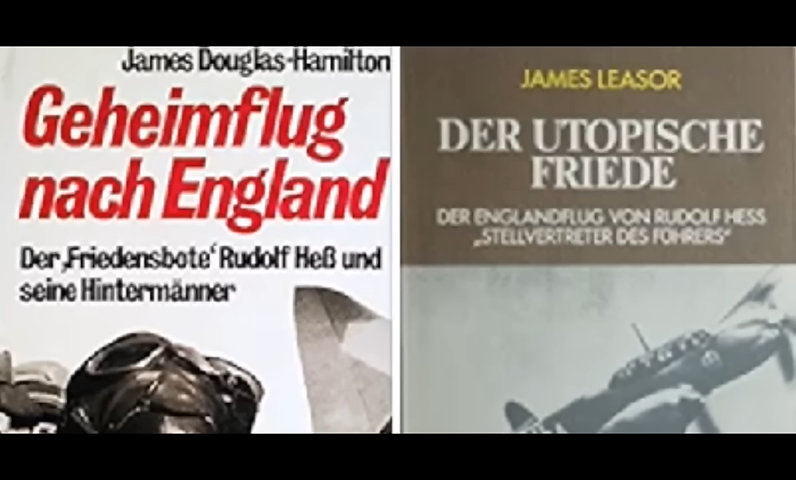 James Douglas-Hamilton
Geheimflug
nach England
Der ‚Friedensbote‘ Rudolf Heß und
seine Hintermänner
JAMES LEASOR
DER UTOPISCHE
FRIEDE
DER ENGLANDFLUG VON RUDOLF HESS
„STELLVERTRETER DES FÜHRERS“